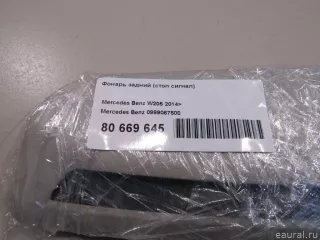 Фонарь задний (стоп сигнал)
Mercedes Benz W205 2014>
Mercedes Benz 0999067500
80 669 645
© eaural.ru